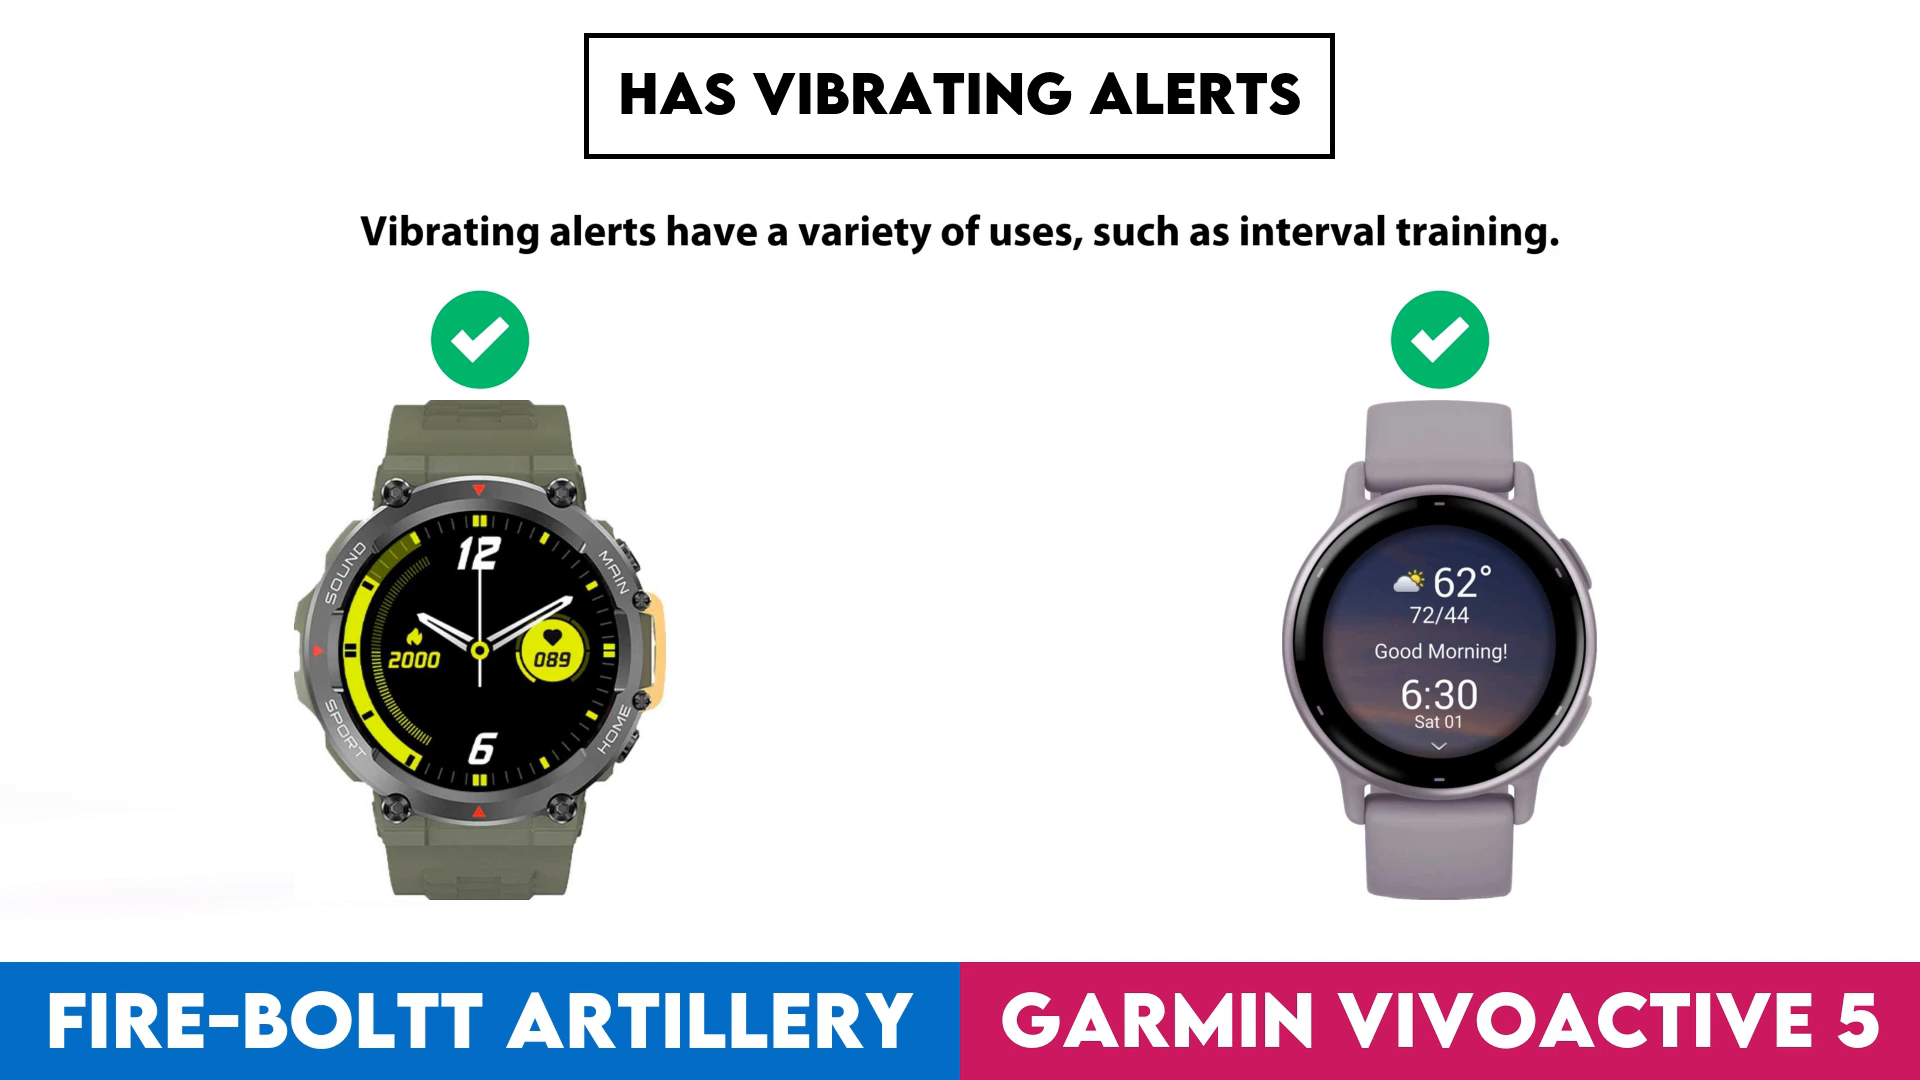 HAS VIBRATING ALERTS
Vibrating alerts have a variety of uses, such as interval training.
SOUND
MAIN
12
2000
089
6
SPORT
HOME
62°
72/44
Good Morning!
6:30
Sat 01
FIRE-BOLTT ARTILLERY
GARMIN VIVOACTIVE 5